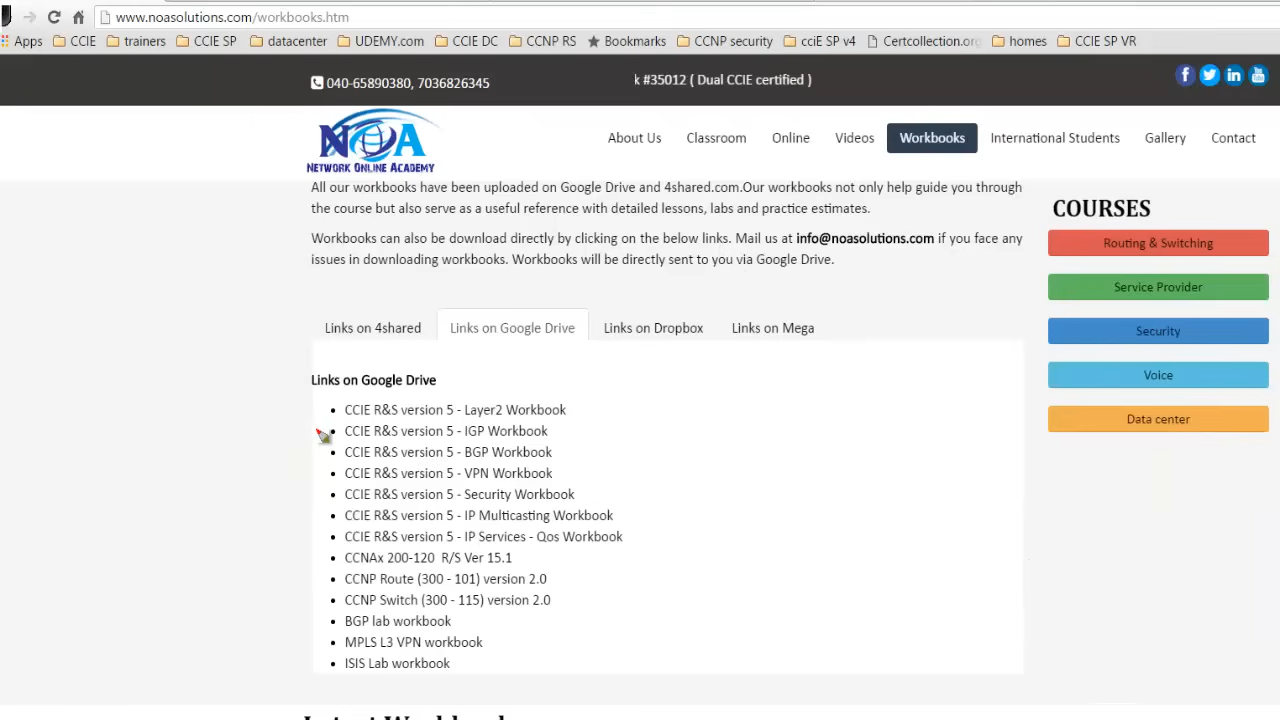 www.noasolutions.com/workbooks.htm
Apps CCIE trainers CCIE SP datacenter UDEMY.com CCIE DC CCNP RS Bookmarks CCNP security cciE SP v4 Certcollection.org homes CCIE SP VR
040-65890380, 7036826345
k #35012 ( Dual CCIE certified )
NOA
NETWORK ONLINE ACADEMY
About Us Classroom Online Videos Workbooks International Students Gallery Contact
All our workbooks have been uploaded on Google Drive and 4shared.com.Our workbooks not only help guide you through
the course but also serve as a useful reference with detailed lessons, labs and practice estimates.
Workbooks can also be download directly by clicking on the below links. Mail us at info@noasolutions.com if you face any
issues in downloading workbooks. Workbooks will be directly sent to you via Google Drive.
Links on 4shared Links on Google Drive Links on Dropbox Links on Mega
Links on Google Drive
CCIE R&S version 5 - Layer2 Workbook
CCIE R&S version 5 - IGP Workbook
CCIE R&S version 5 - BGP Workbook
CCIE R&S version 5 - VPN Workbook
CCIE R&S version 5 - Security Workbook
CCIE R&S version 5 - IP Multicasting Workbook
CCIE R&S version 5 - IP Services - Qos Workbook
CCNAx 200-120 R/S Ver 15.1
CCNP Route (300 - 101) version 2.0
CCNP Switch (300 - 115) version 2.0
BGP lab workbook
MPLS L3 VPN workbook
ISIS Lab workbook
COURSES
Routing & Switching
Service Provider
Security
Voice
Data center